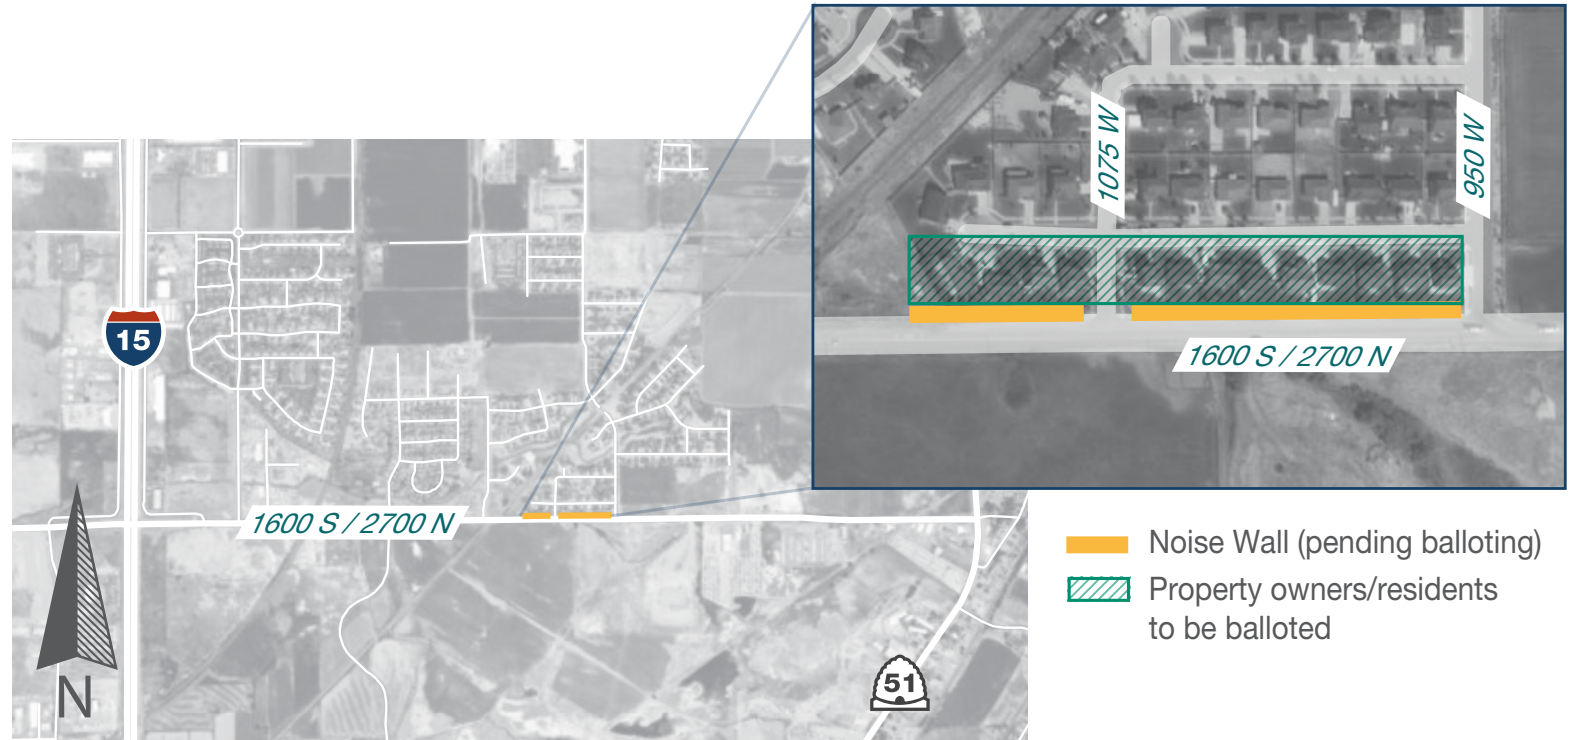 1075 W
950 W
1600 S / 2700 N
15
1600 S / 2700 N
51
N
Noise Wall (pending balloting)
Property owners/residents
to be balloted